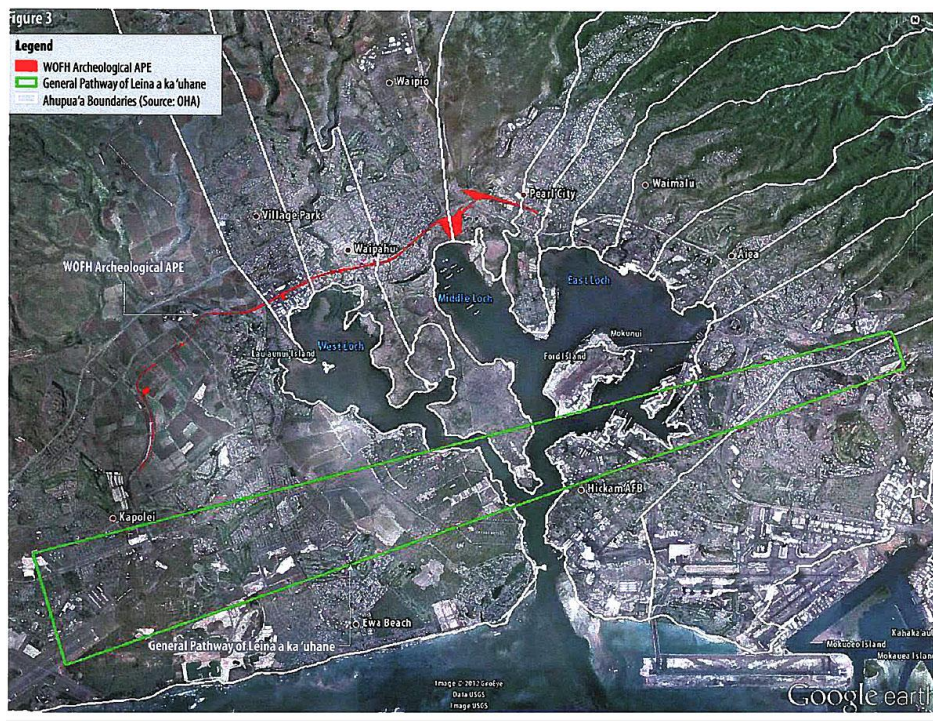 Figure 3
Legend
WOFH Archeological APE
General Pathway of Leina a ka ‘uhane
Ahupua‘a Boundaries (Source: OHA)
Waipio
Pearl City
Waimalu
Village Park
Waipahu
Aiea
WOFH Archeological APE
East Loch
Middle Loch
Mokunui
West Loch
Laulaunui Island
Ford Island
Hickam AFB
Kapolei
Ewa Beach
General Pathway of Leina a ka ‘uhane
Mokuoeo Island
Mokauea Island
Image © 2012 GeoEye
Data USGS
Image USGS
Google earth